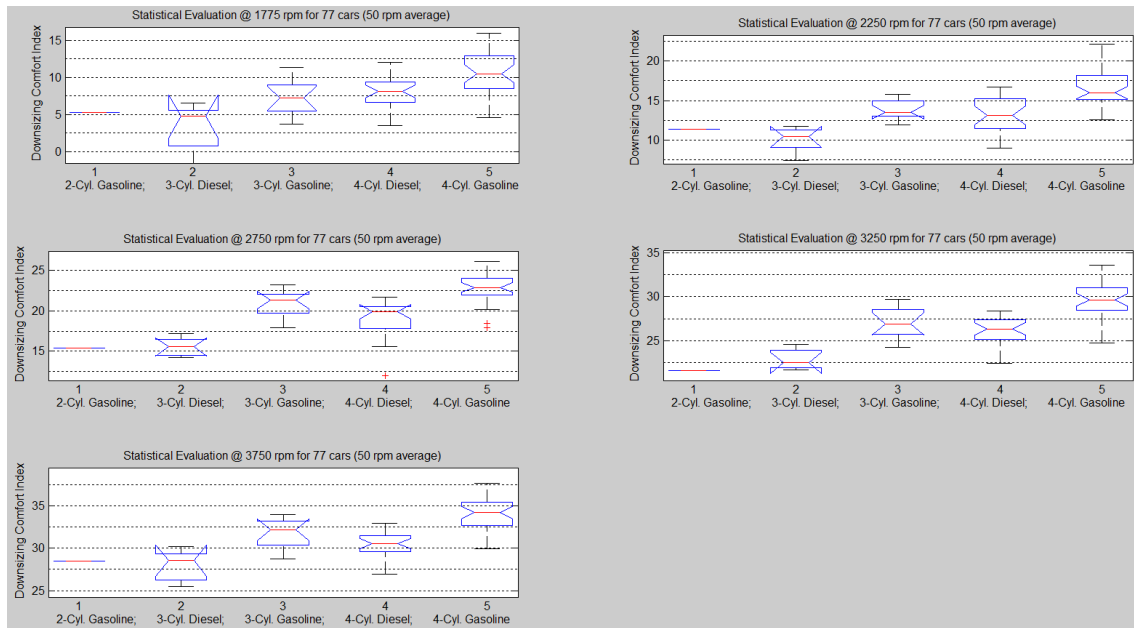 Statistical Evaluation @ 1775 rpm for 77 cars (50 rpm average)
Downsizing Comfort Index
15
10
5
0
1 2 3 4 5
2-Cyl. Gasoline; 3-Cyl. Diesel; 3-Cyl. Gasoline; 4-Cyl. Diesel; 4-Cyl. Gasoline
Statistical Evaluation @ 2250 rpm for 77 cars (50 rpm average)
Downsizing Comfort Index
20
15
10
1 2 3 4 5
2-Cyl. Gasoline; 3-Cyl. Diesel; 3-Cyl. Gasoline; 4-Cyl. Diesel; 4-Cyl. Gasoline
Statistical Evaluation @ 2750 rpm for 77 cars (50 rpm average)
Downsizing Comfort Index
25
20
15
1 2 3 4 5
2-Cyl. Gasoline; 3-Cyl. Diesel; 3-Cyl. Gasoline; 4-Cyl. Diesel; 4-Cyl. Gasoline
Statistical Evaluation @ 3250 rpm for 77 cars (50 rpm average)
Downsizing Comfort Index
35
30
25
1 2 3 4 5
2-Cyl. Gasoline; 3-Cyl. Diesel; 3-Cyl. Gasoline; 4-Cyl. Diesel; 4-Cyl. Gasoline
Statistical Evaluation @ 3750 rpm for 77 cars (50 rpm average)
Downsizing Comfort Index
35
30
25
1 2 3 4 5
2-Cyl. Gasoline; 3-Cyl. Diesel; 3-Cyl. Gasoline; 4-Cyl. Diesel; 4-Cyl. Gasoline